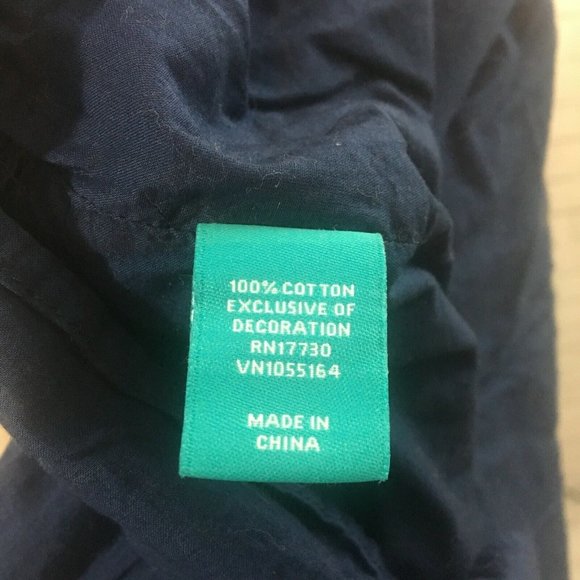 100% COTTON
EXCLUSIVE OF
DECORATION
RN17730
VN1055164
MADE IN
CHINA